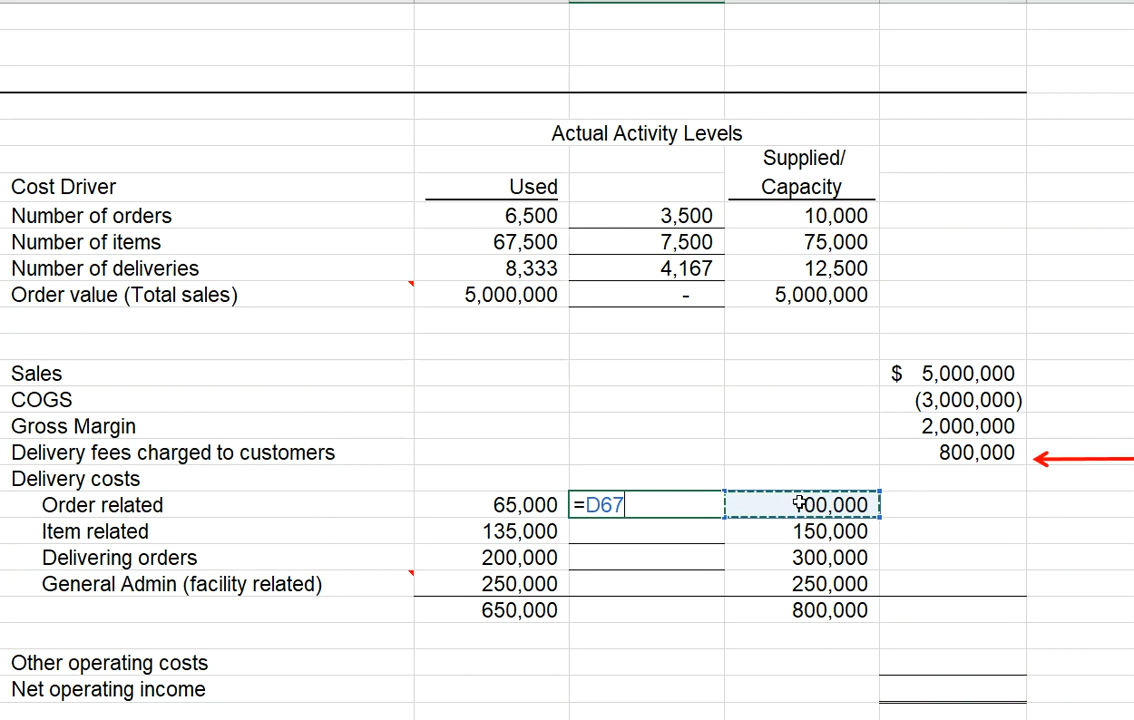 Actual Activity Levels
Supplied/
Cost Driver Used Capacity
Number of orders 6,500 3,500 10,000
Number of items 67,500 7,500 75,000
Number of deliveries 8,333 4,167 12,500
Order value (Total sales) 5,000,000 - 5,000,000
Sales $ 5,000,000
COGS (3,000,000)
Gross Margin 2,000,000
Delivery fees charged to customers 800,000
Delivery costs
Order related 65,000 =D67 00,000
Item related 135,000 150,000
Delivering orders 200,000 300,000
General Admin (facility related) 250,000 250,000
650,000 800,000
Other operating costs
Net operating income